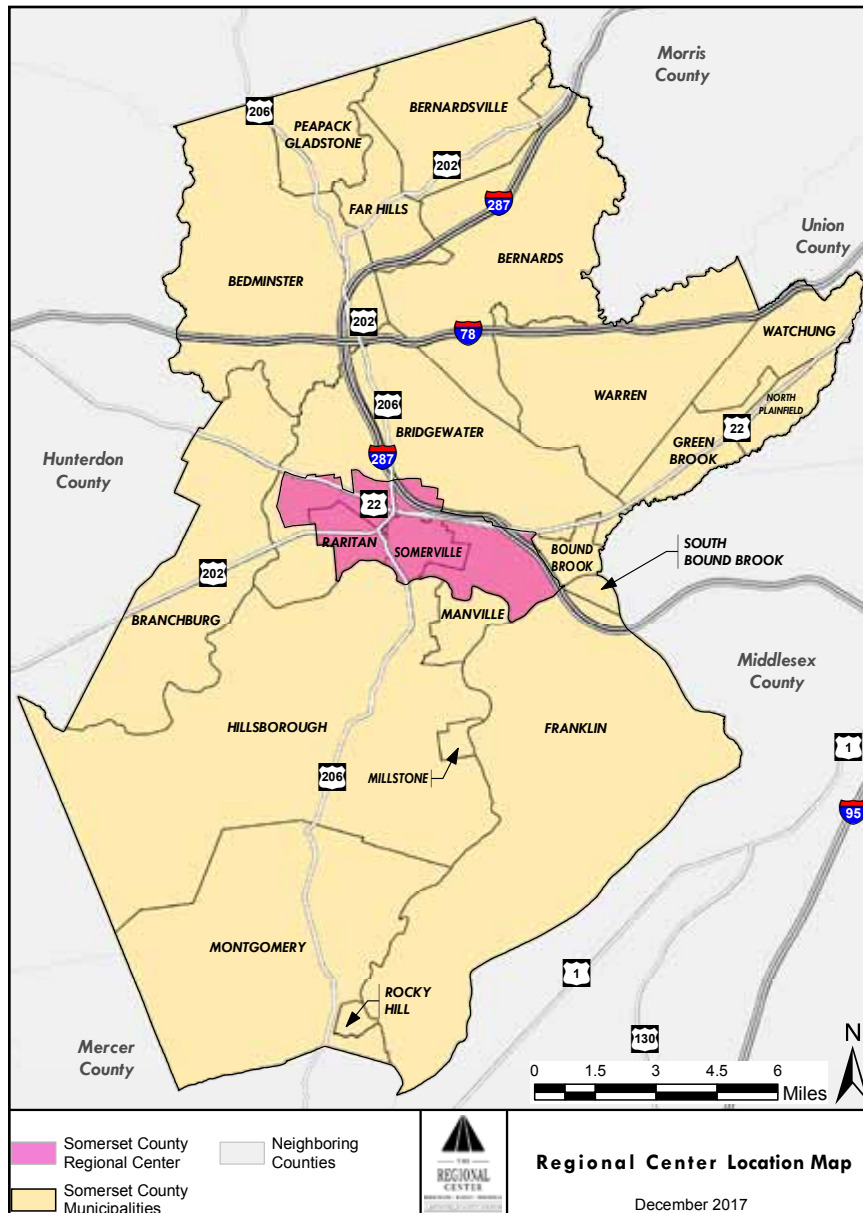 Morris
County
BERNARDSVILLE
206
PEAPACK
GLADSTONE
202
287
FAR HILLS
Union
County
BERNARDS
BEDMINSTER
202
78
WATCHUNG
206
WARREN
NORTH
PLAINFIELD
22
BRIDGEWATER
GREEN
BROOK
Hunterdon
County
287
22
RARITAN
SOMERVILLE
BOUND
BROOK
SOUTH
BOUND BROOK
202
MANVILLE
BRANCHBURG
Middlesex
County
HILLSBOROUGH
FRANKLIN
1
206
MILLSTONE
95
MONTGOMERY
1
ROCKY
HILL
130
Mercer
County
N
0 1.5 3 4.5 6
Miles
Somerset County
Regional Center
Neighboring
Counties
Somerset County
Municipalities
THE
REGIONAL
CENTER
Regional Center Location Map
December 2017